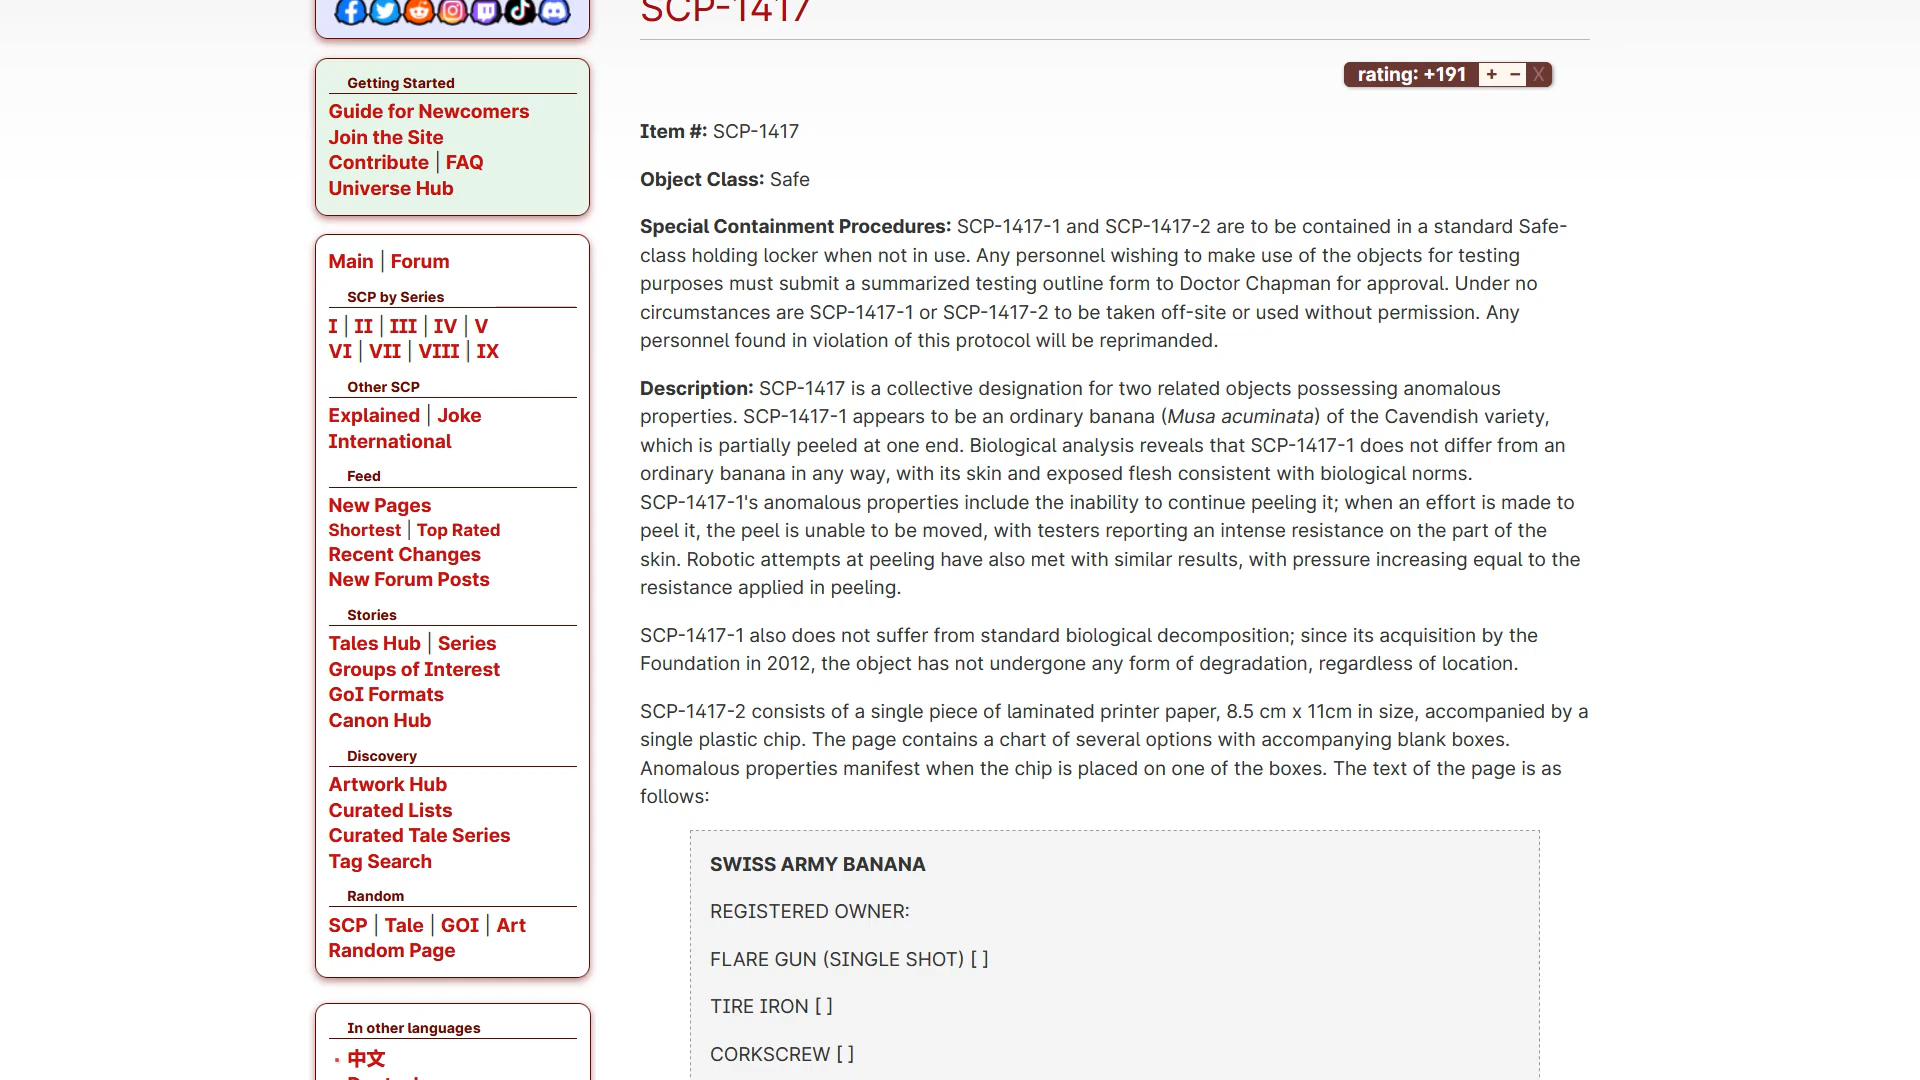 SCP-1417
Getting Started
Guide for Newcomers
Join the Site
Contribute | FAQ
Universe Hub
Main | Forum
SCP by Series
I | II | III | IV | V
VI | VII | VIII | IX
Other SCP
Explained | Joke
International
Feed
New Pages
Shortest | Top Rated
Recent Changes
New Forum Posts
Stories
Tales Hub | Series
Groups of Interest
GoI Formats
Canon Hub
Discovery
Artwork Hub
Curated Lists
Curated Tale Series
Tag Search
Random
SCP | Tale | GOI | Art
Random Page
In other languages
中文
rating: +191 + − X
Item #: SCP-1417
Object Class: Safe
Special Containment Procedures: SCP-1417-1 and SCP-1417-2 are to be contained in a standard Safe-
class holding locker when not in use. Any personnel wishing to make use of the objects for testing
purposes must submit a summarized testing outline form to Doctor Chapman for approval. Under no
circumstances are SCP-1417-1 or SCP-1417-2 to be taken off-site or used without permission. Any
personnel found in violation of this protocol will be reprimanded.
Description: SCP-1417 is a collective designation for two related objects possessing anomalous
properties. SCP-1417-1 appears to be an ordinary banana (Musa acuminata) of the Cavendish variety,
which is partially peeled at one end. Biological analysis reveals that SCP-1417-1 does not differ from an
ordinary banana in any way, with its skin and exposed flesh consistent with biological norms.
SCP-1417-1's anomalous properties include the inability to continue peeling it; when an effort is made to
peel it, the peel is unable to be moved, with testers reporting an intense resistance on the part of the
skin. Robotic attempts at peeling have also met with similar results, with pressure increasing equal to the
resistance applied in peeling.
SCP-1417-1 also does not suffer from standard biological decomposition; since its acquisition by the
Foundation in 2012, the object has not undergone any form of degradation, regardless of location.
SCP-1417-2 consists of a single piece of laminated printer paper, 8.5 cm x 11cm in size, accompanied by a
single plastic chip. The page contains a chart of several options with accompanying blank boxes.
Anomalous properties manifest when the chip is placed on one of the boxes. The text of the page is as
follows:
SWISS ARMY BANANA
REGISTERED OWNER:
FLARE GUN (SINGLE SHOT) [ ]
TIRE IRON [ ]
CORKSCREW [ ]